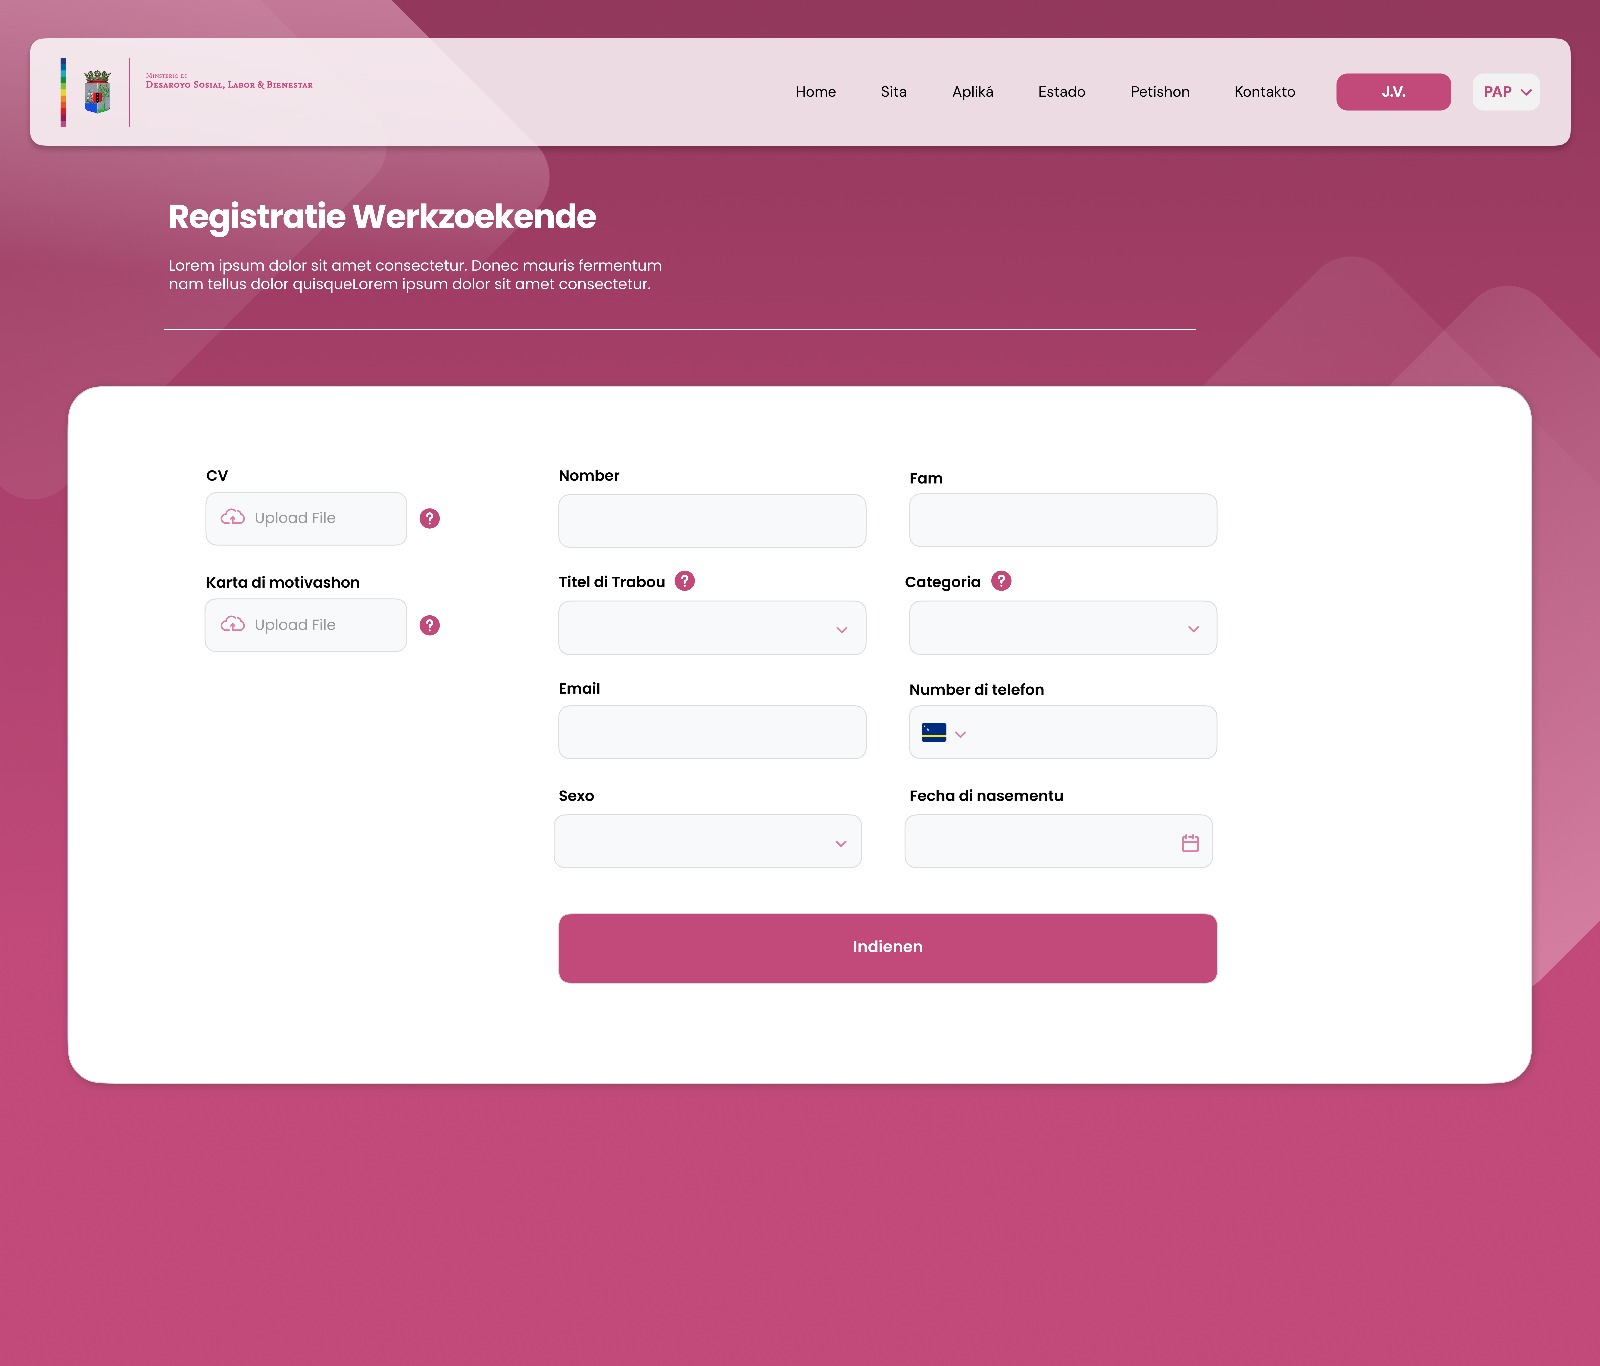 Ministerio di
Desaroyo Sosial, Labor & Bienestar
Home
Sita
Apliká
Estado
Petishon
Kontakto
J.V.
PAP
Registratie Werkzoekende
Lorem ipsum dolor sit amet consectetur. Donec mauris fermentum
nam tellus dolor quisqueLorem ipsum dolor sit amet consectetur.
CV
Upload File
?
Karta di motivashon
Upload File
?
Nomber
Fam
Titel di Trabou ?
Categoria ?
Email
Number di telefon
Sexo
Fecha di nasementu
Indienen